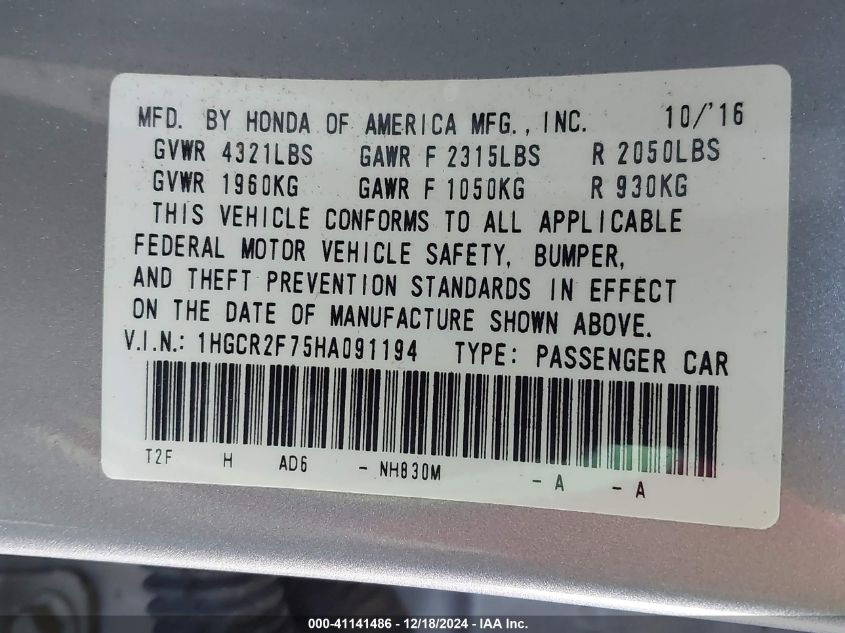 MFD. BY HONDA OF AMERICA MFG., INC. 10/'16
GVWR 4321LBS GAWR F 2315LBS R 2050LBS
GVWR 1960KG GAWR F 1050KG R 930KG
THIS VEHICLE CONFORMS TO ALL APPLICABLE
FEDERAL MOTOR VEHICLE SAFETY, BUMPER,
AND THEFT PREVENTION STANDARDS IN EFFECT
ON THE DATE OF MANUFACTURE SHOWN ABOVE.
V.I.N.: 1HGCR2F75HA091194 TYPE: PASSENGER CAR
T2F H AD6 - NH830M - A - A
000-41141486 - 12/18/2024 - IAA Inc.